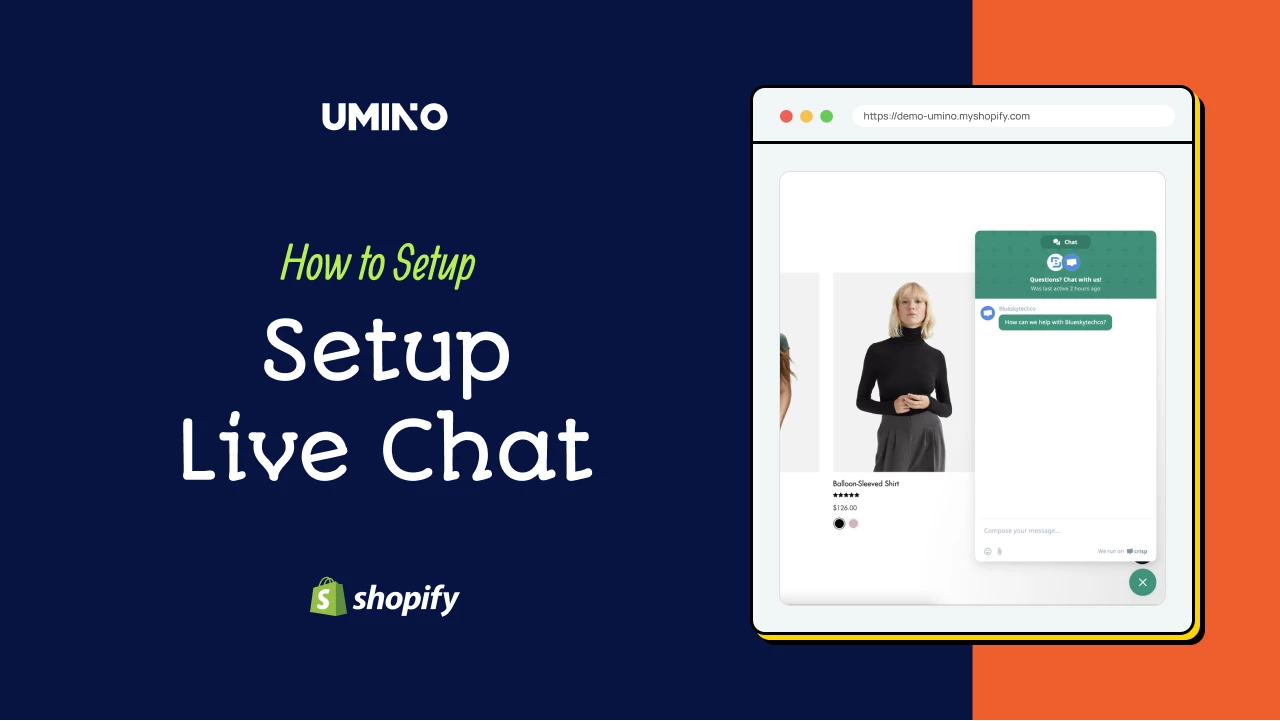 UMINO
How to Setup
Setup
Live Chat
shopify
https://demo-umino.myshopify.com
Chat
Questions? Chat with us!
Was last active 2 hours ago
Blueskytechco
How can we help with Blueskytechco?
Balloon-Sleeved Shirt
$126.00
Compose your message...
We run on crisp